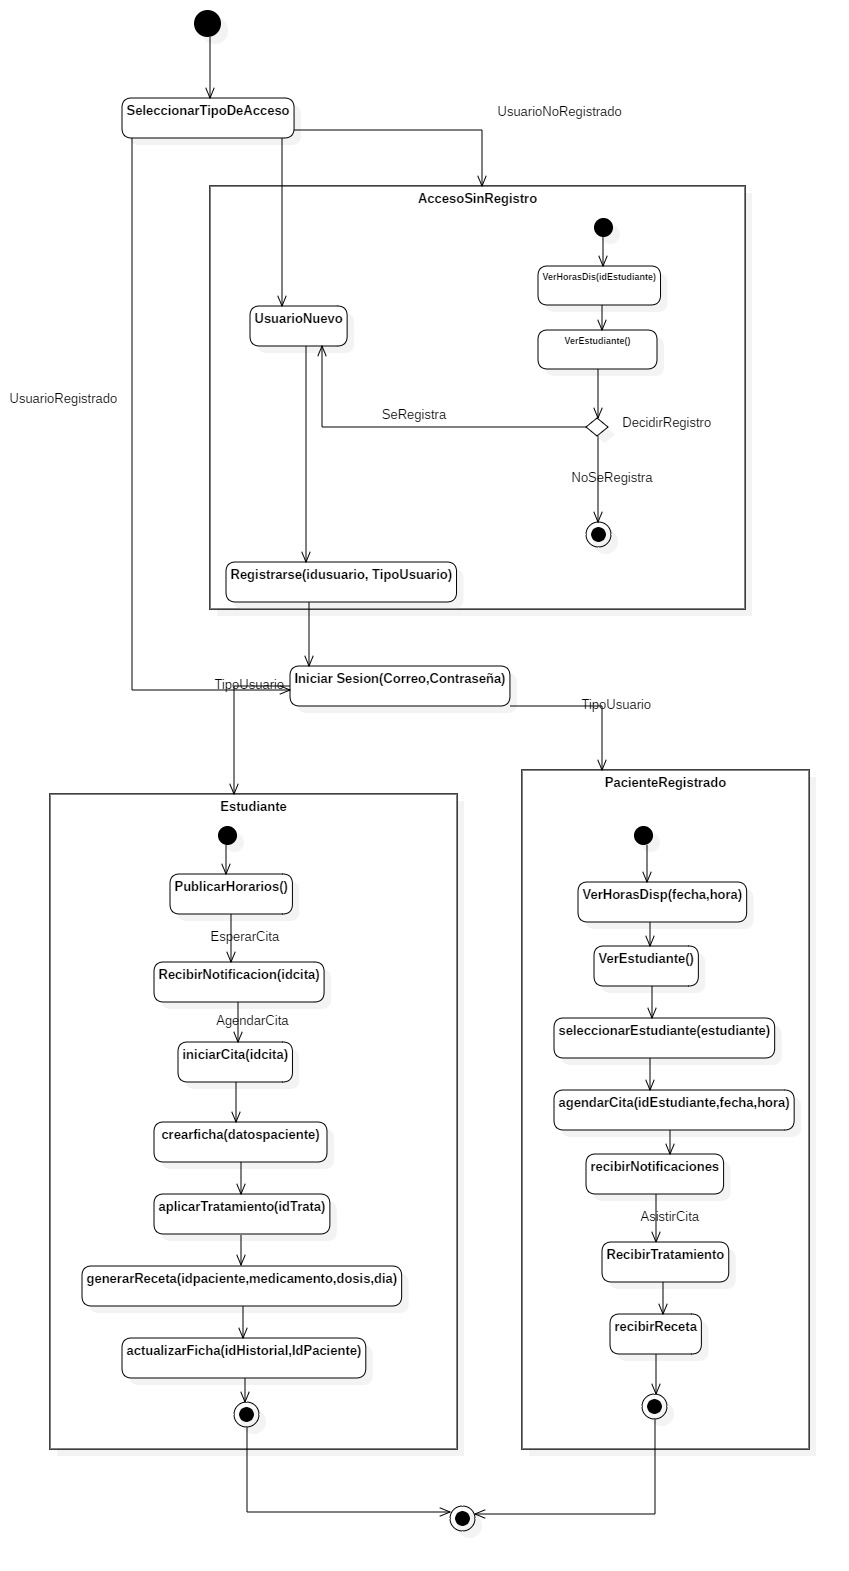 SeleccionarTipoDeAcceso
UsuarioNoRegistrado
AccesoSinRegistro
VerHorasDis(idEstudiante)
UsuarioNuevo
VerEstudiante()
UsuarioRegistrado
SeRegistra
DecidirRegistro
NoSeRegistra
Registrarse(idusuario, TipoUsuario)
TipoUsuario
Iniciar Sesion(Correo,Contraseña)
TipoUsuario
Estudiante
PublicarHorarios()
EsperarCita
RecibirNotificacion(idcita)
AgendarCita
iniciarCita(idcita)
crearficha(datospaciente)
aplicarTratamiento(idTrata)
generarReceta(idpaciente,medicamento,dosis,dia)
actualizarFicha(idHistorial,IdPaciente)
PacienteRegistrado
VerHorasDisp(fecha,hora)
VerEstudiante()
seleccionarEstudiante(estudiante)
agendarCita(idEstudiante,fecha,hora)
recibirNotificaciones
AsistirCita
RecibirTratamiento
recibirReceta